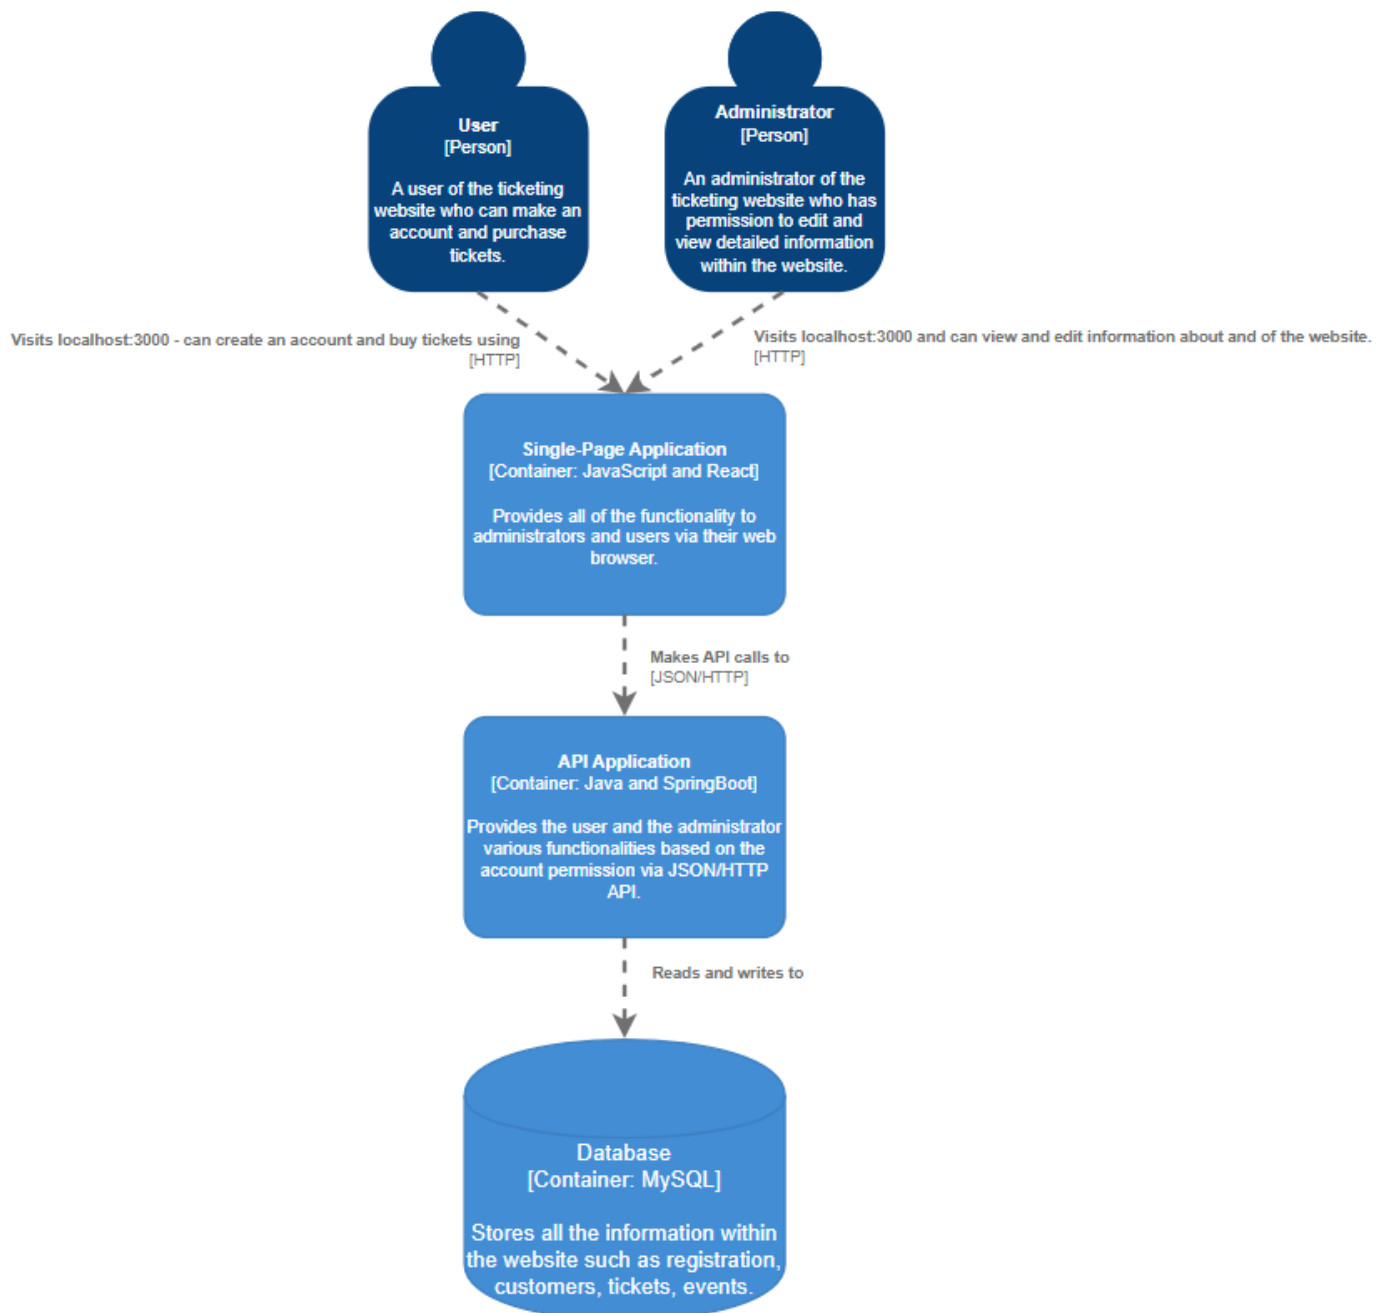 User
[Person]
A user of the ticketing
website who can make an
account and purchase
tickets.
Administrator
[Person]
An administrator of the
ticketing website who has
permission to edit and
view detailed information
within the website.
Visits localhost:3000 - can create an account and buy tickets using
[HTTP]
Visits localhost:3000 and can view and edit information about and of the website.
[HTTP]
Single-Page Application
[Container: JavaScript and React]
Provides all of the functionality to
administrators and users via their web
browser.
Makes API calls to
[JSON/HTTP]
API Application
[Container: Java and SpringBoot]
Provides the user and the administrator
various functionalities based on the
account permission via JSON/HTTP
API.
Reads and writes to
Database
[Container: MySQL]
Stores all the information within
the website such as registration,
customers, tickets, events.